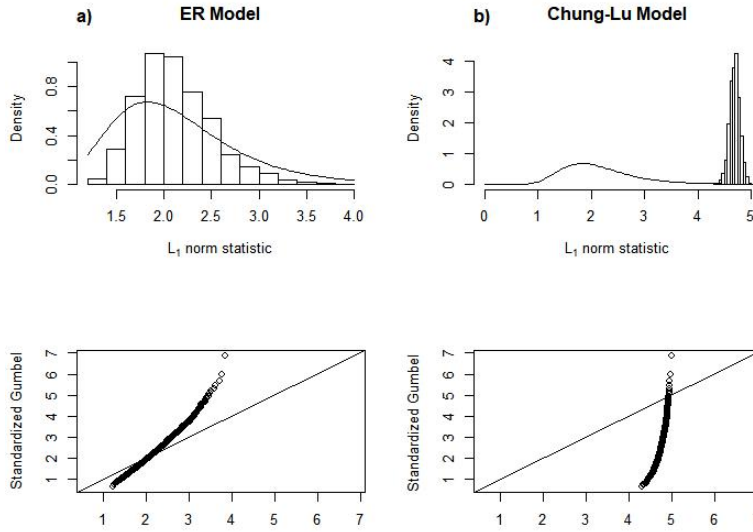 a) ER Model
Density
0.0 0.4 0.8
1.5 2.0 2.5 3.0 3.5 4.0
L₁ norm statistic
b) Chung-Lu Model
Density
0 1 2 3 4
0 1 2 3 4 5
L₁ norm statistic
Standardized Gumbel
1 2 3 4 5 6 7
1 2 3 4 5 6 7
Standardized Gumbel
1 2 3 4 5 6 7
1 2 3 4 5 6